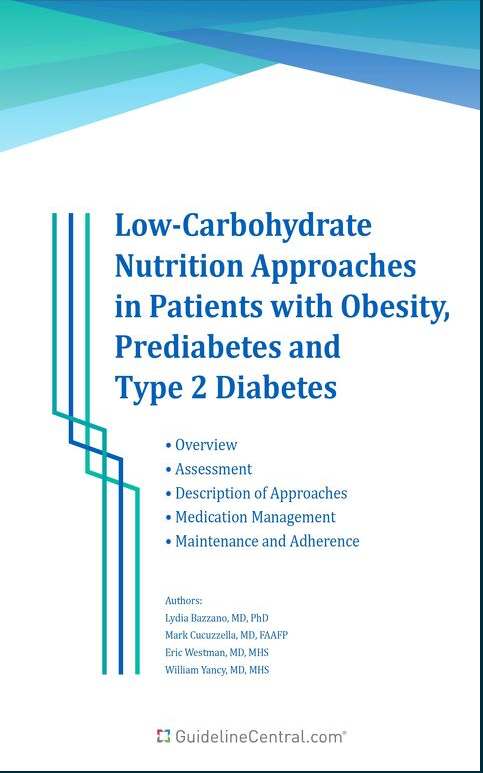 Low-Carbohydrate
Nutrition Approaches
in Patients with Obesity,
Prediabetes and
Type 2 Diabetes
• Overview
• Assessment
• Description of Approaches
• Medication Management
• Maintenance and Adherence
Authors:
Lydia Bazzano, MD, PhD
Mark Cucuzzella, MD, FAAFP
Eric Westman, MD, MHS
William Yancy, MD, MHS
GuidelineCentral.com®